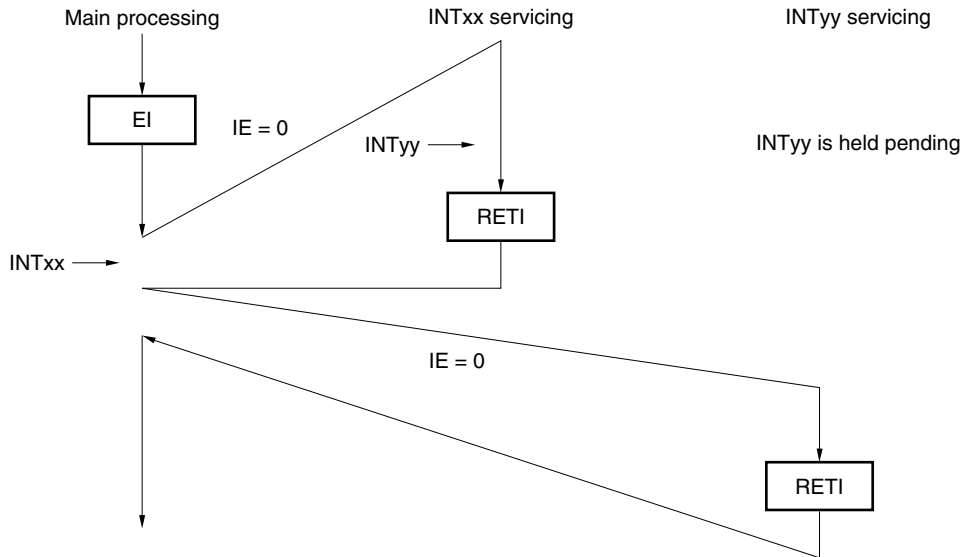 Main processing
INTxx servicing
INTyy servicing
EI
IE = 0
INTyy
INTyy is held pending
RETI
INTxx
IE = 0
RETI